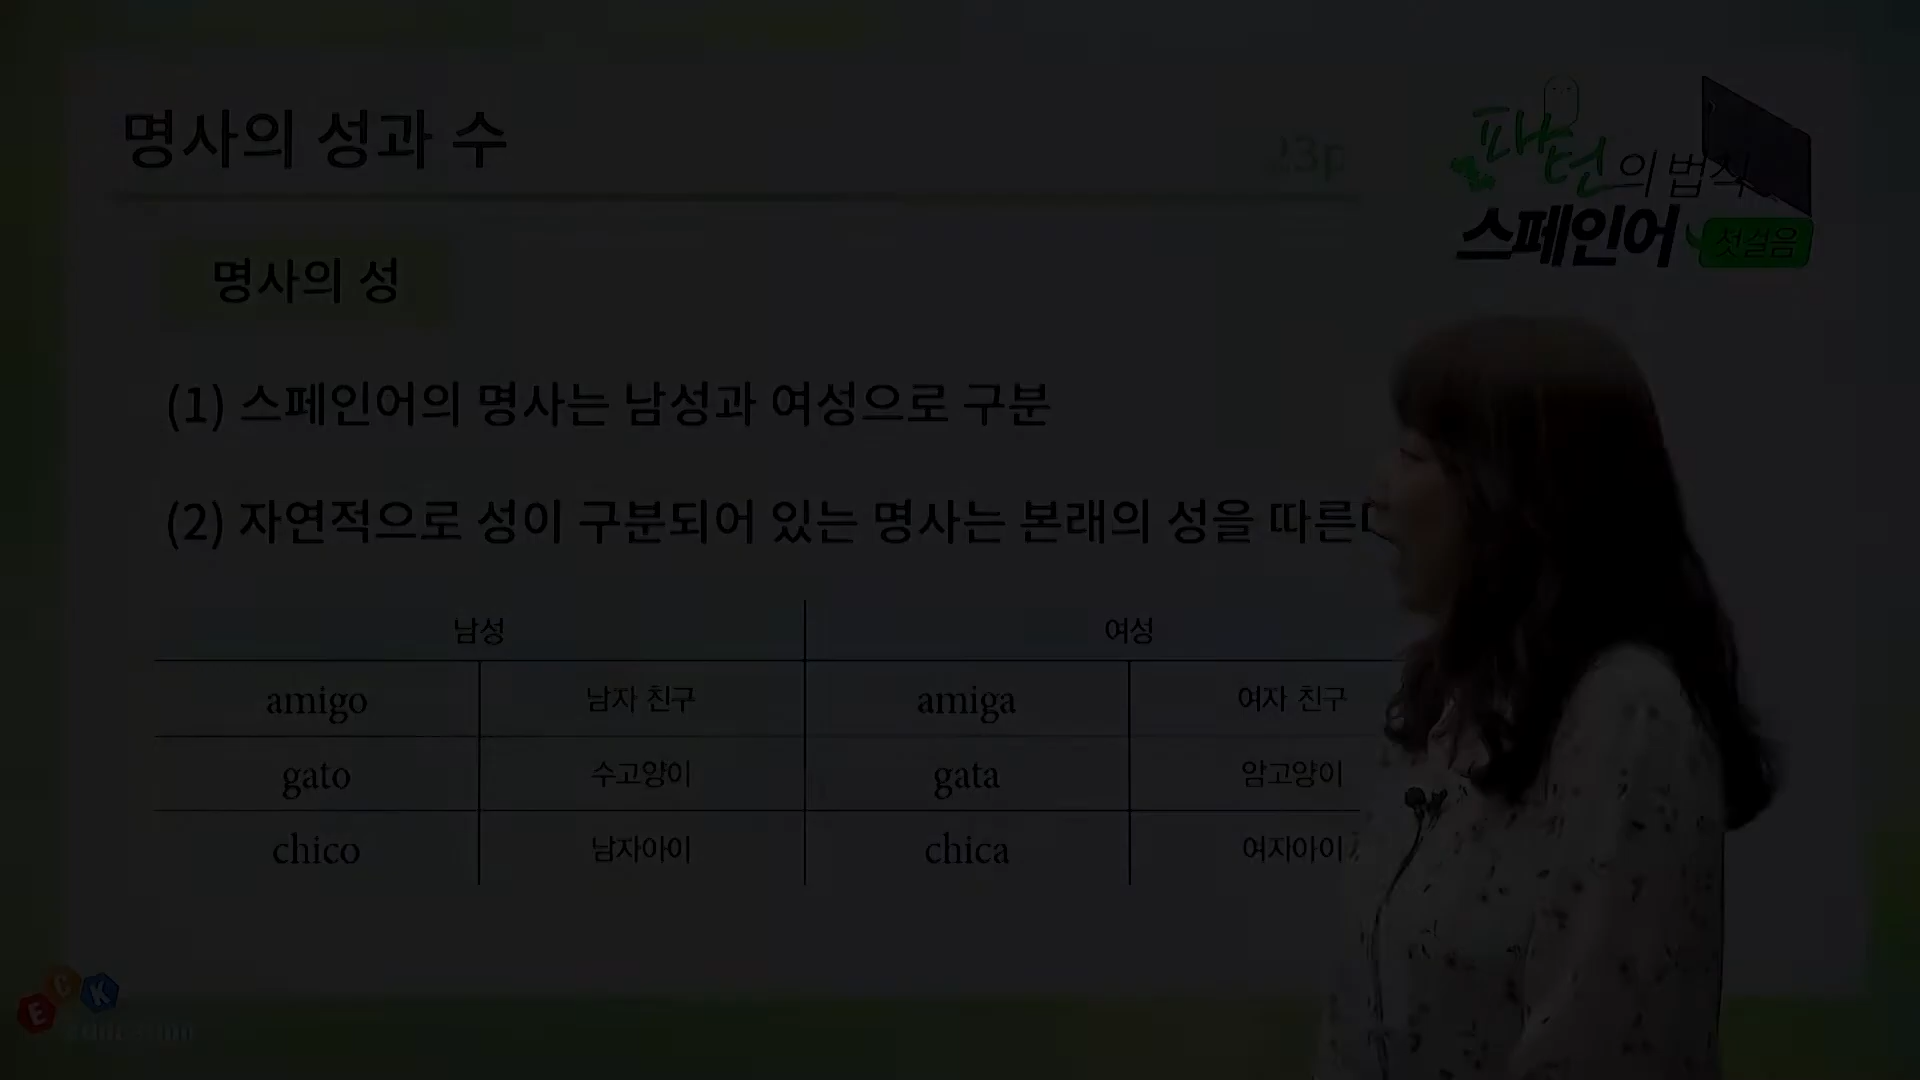 명사의 성과 수
23p
패턴의 법칙
스페인어 첫걸음
명사의 성
(1) 스페인어의 명사는 남성과 여성으로 구분
(2) 자연적으로 성이 구분되어 있는 명사는 본래의 성을 따른
남성 여성
amigo 남자 친구 amiga 여자 친구
gato 수고양이 gata 암고양이
chico 남자아이 chica 여자아이
ECK
education